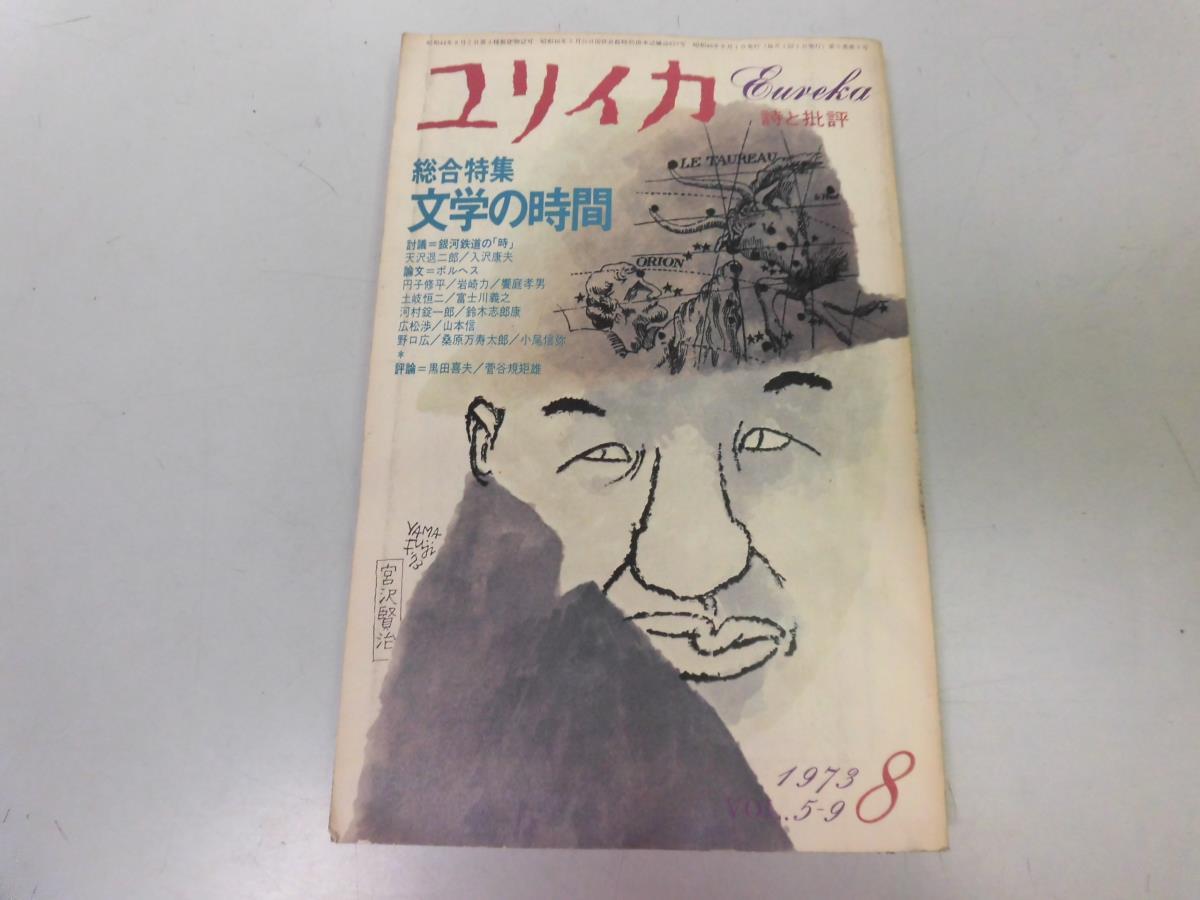 ユリイカ
Eureka
詩と批評
総合特集
文学の時間
討議＝銀河鉄道の「時」
天沢退二郎／入沢康夫
論文＝ボルヘス
円子修平／岩崎力／饗庭孝男
土岐恒二／富士川義之
河村錠一郎／鈴木志郎康
広松渉／山本信
野口広／桑原万寿太郎／小尾信弥
*
評論＝黒田喜夫／菅谷規矩雄
LE TAUREAU
ORION
YAMA
Fuji
'73
宮沢賢治
1973 8
VOL. 5-9